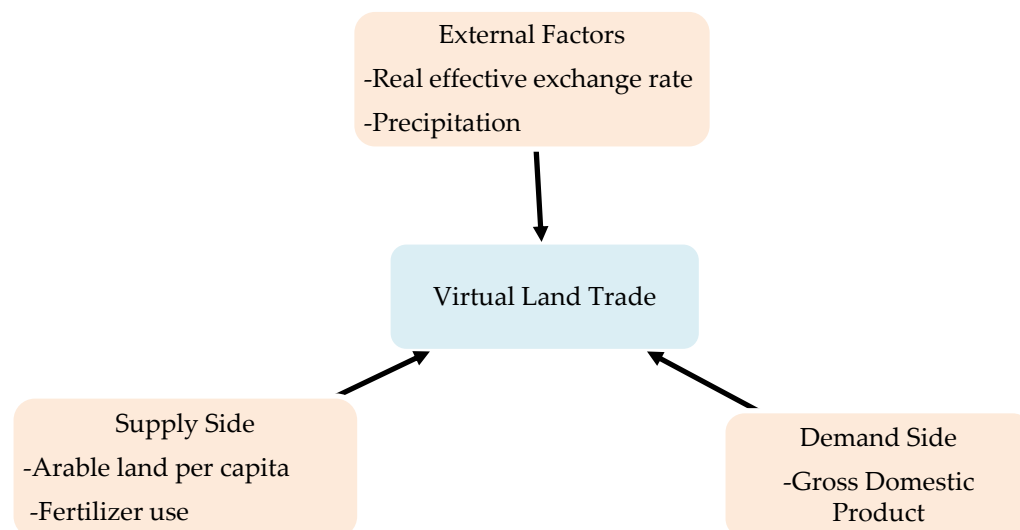 External Factors
-Real effective exchange rate
-Precipitation
Virtual Land Trade
Supply Side
-Arable land per capita
-Fertilizer use
Demand Side
-Gross Domestic
Product